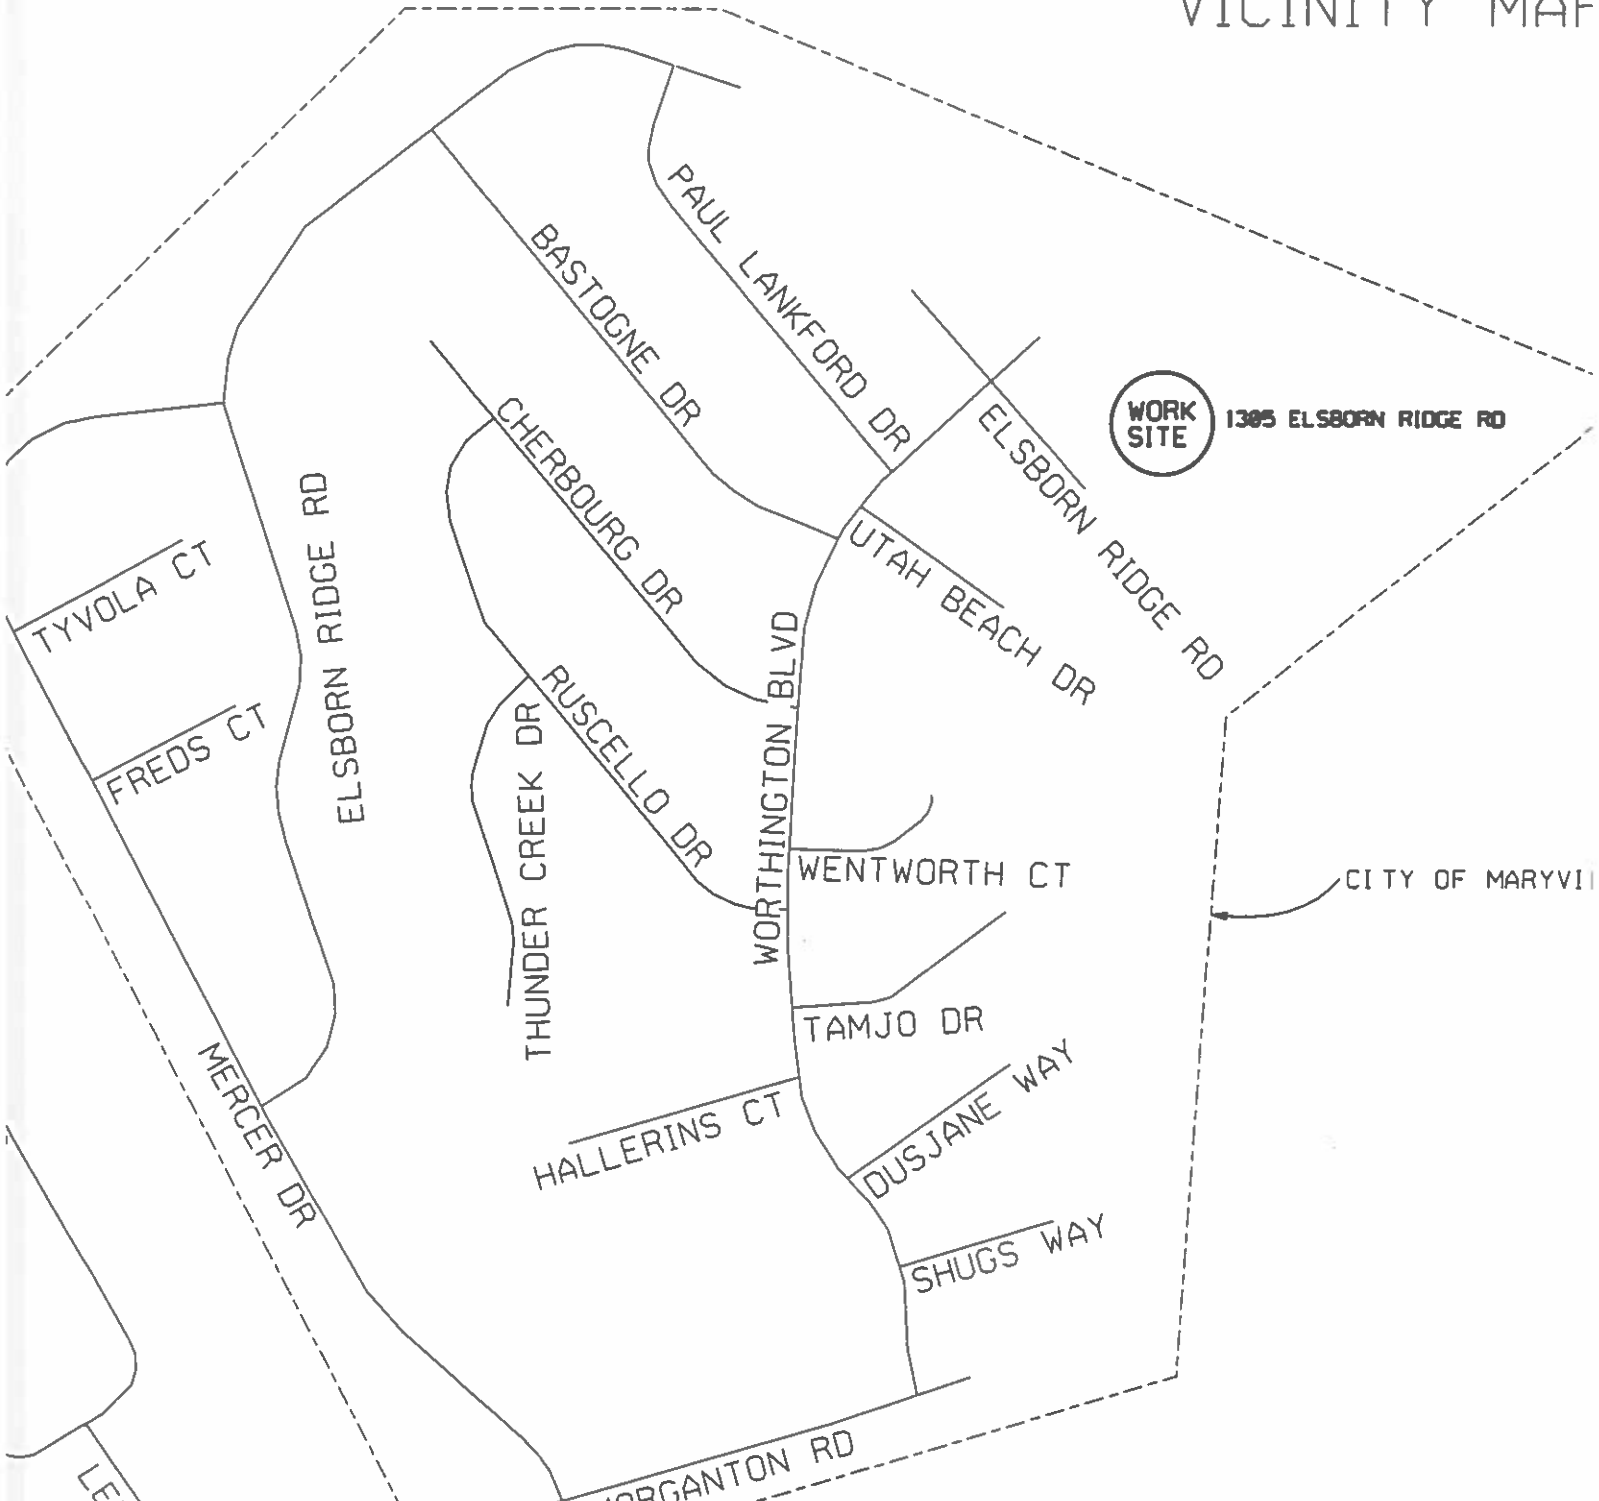 VICINITY MAP
PAUL LANKFORD DR
BASTOGNE DR
CHERBOURG DR
ELSBORN RIDGE RD
WORK
SITE
1305 ELSBORN RIDGE RD
ELSBORN RIDGE RD
UTAH BEACH DR
TYVOLA CT
FREDS CT
RUSCELLO DR
THUNDER CREEK DR
WORTHINGTON BLVD
WENTWORTH CT
CITY OF MARYVI
TAMJO DR
MERCER DR
HALLERINS CT
DUSJANE WAY
SHUGS WAY
MORGANTON RD